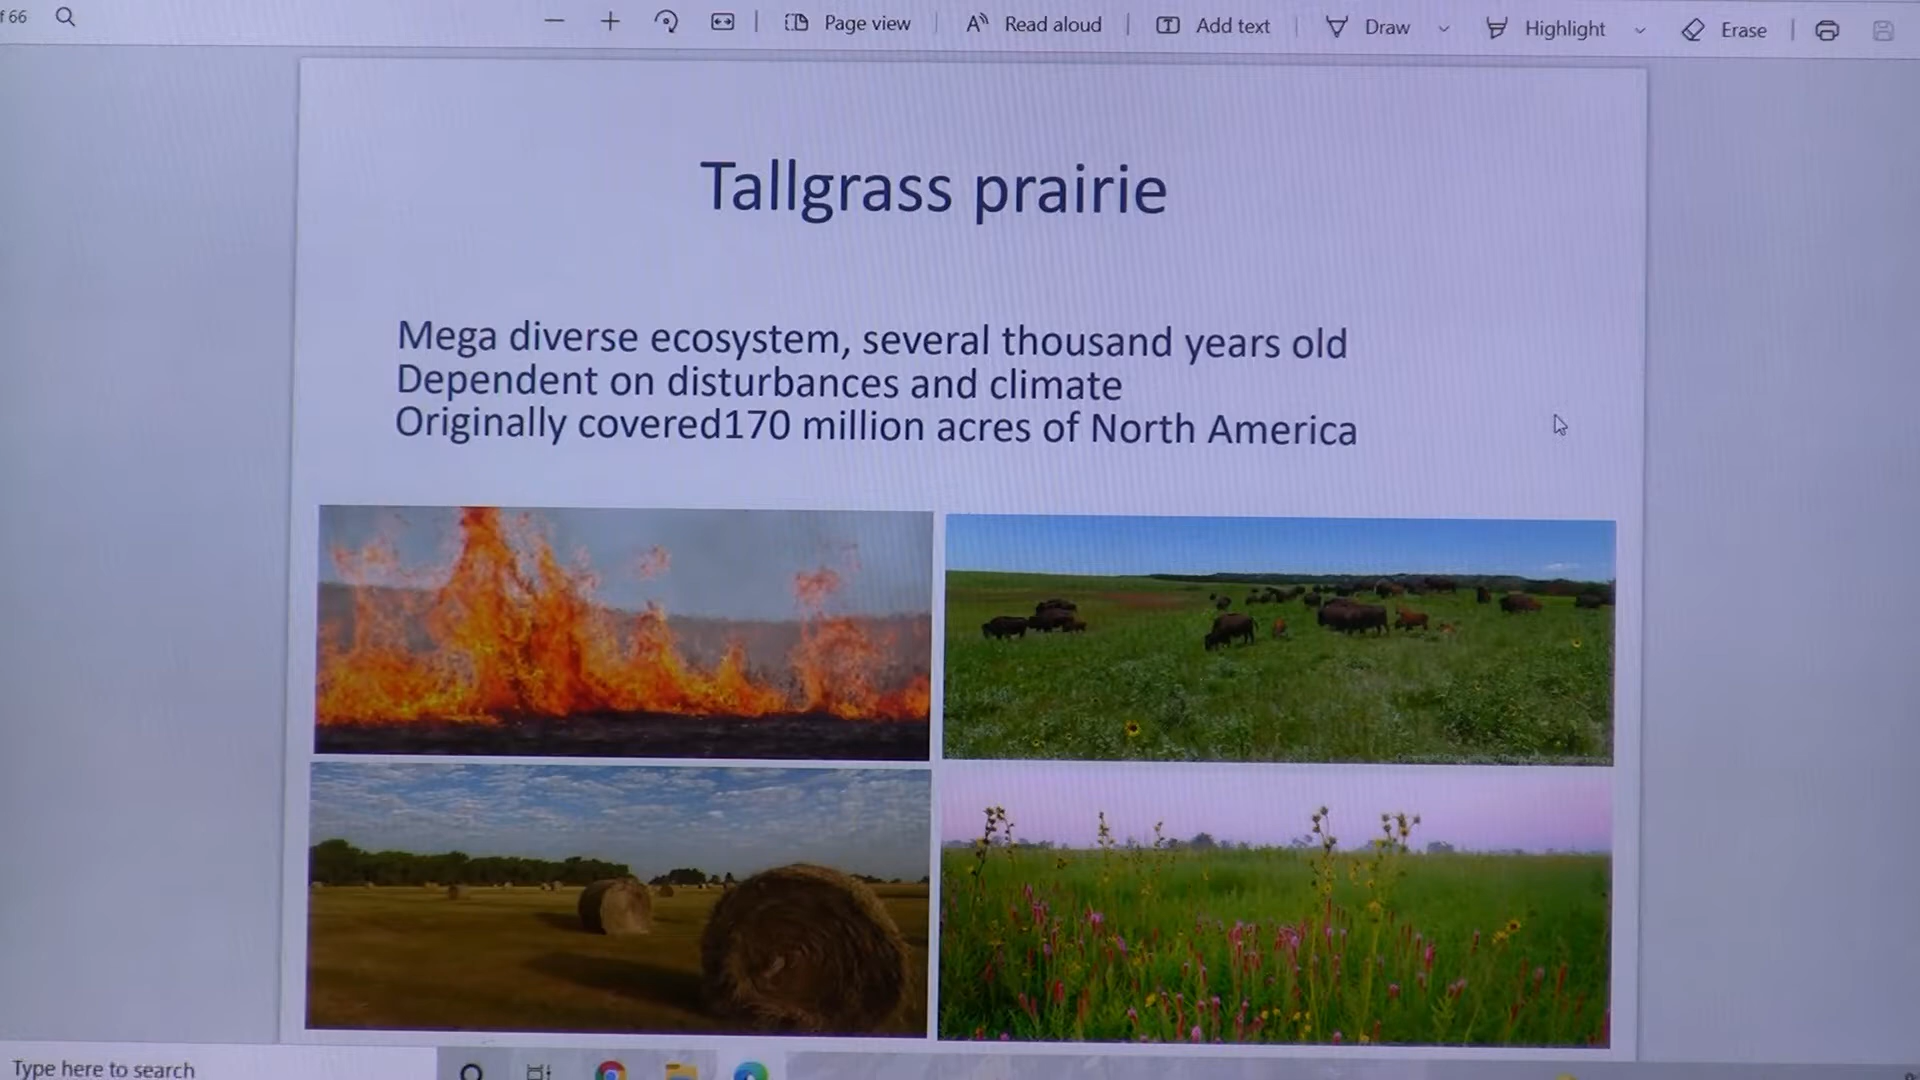 f 66
Page view
Read aloud
Add text
Draw
Highlight
Erase
Tallgrass prairie
Mega diverse ecosystem, several thousand years old
Dependent on disturbances and climate
Originally covered170 million acres of North America
Type here to search